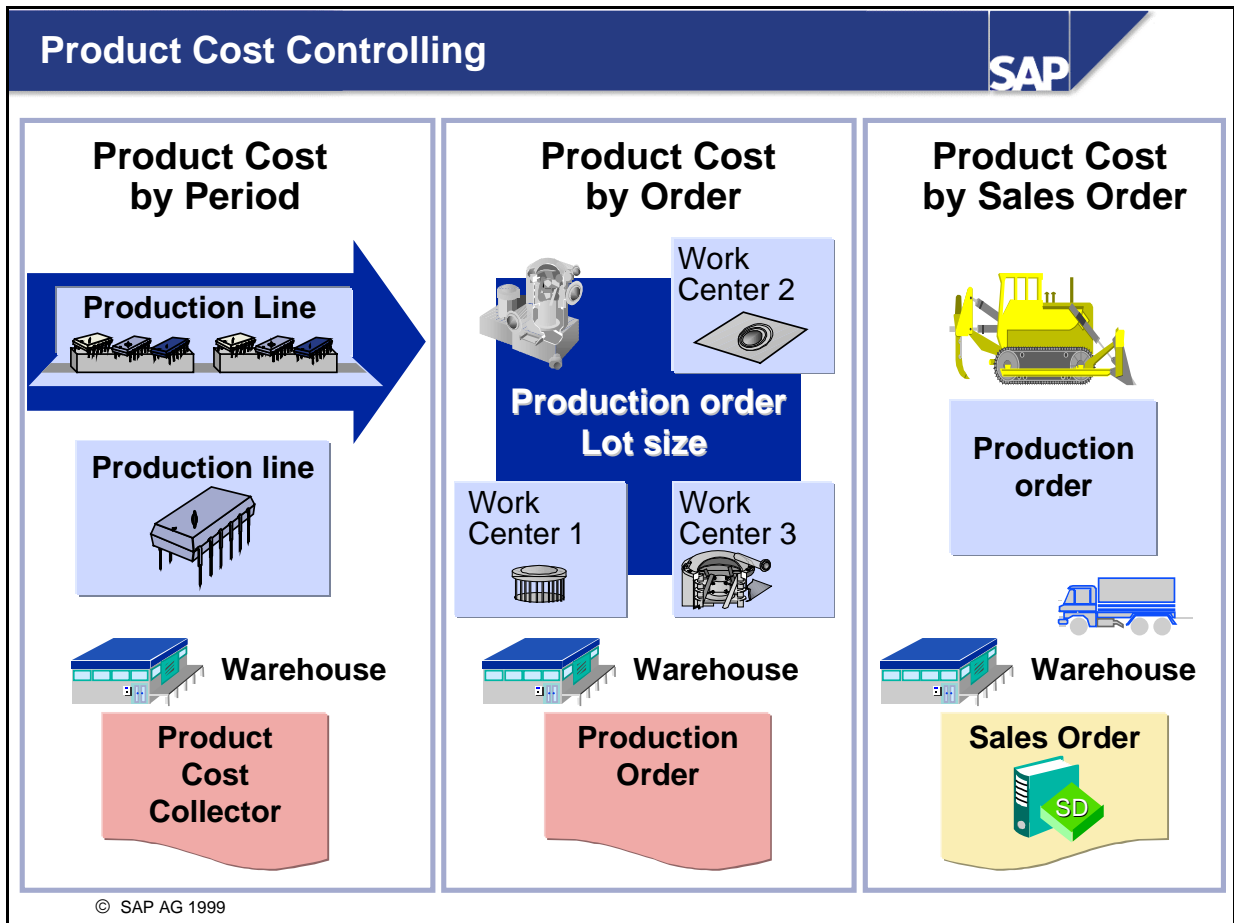 Product Cost Controlling
SAP
Product Cost
by Period
Production Line
Production line
Warehouse
Product
Cost
Collector
Product Cost
by Order
Work
Center 2
Production order
Lot size
Work
Center 1
Work
Center 3
Warehouse
Production
Order
Product Cost
by Sales Order
Production
order
Warehouse
Sales Order
SD
© SAP AG 1999